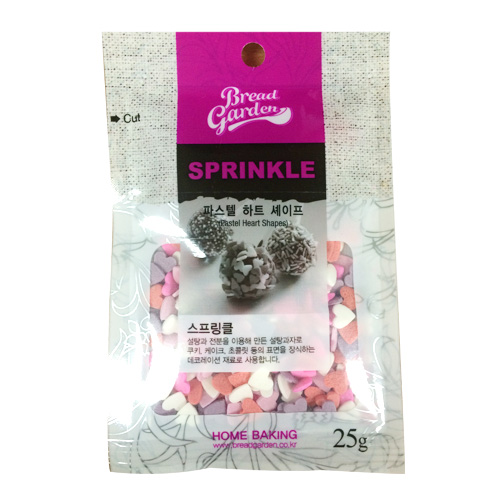 Bread
Garden
Cut
SPRINKLE
파스텔 하트 셰이프
(Pastel Heart Shapes)
스프링클
설탕과 전분을 이용해 만든 설탕과자로
쿠키, 케이크, 초콜릿 등의 표면을 장식하는
데코레이션 재료로 사용합니다.
HOME BAKING
www.breadgarden.co.kr
25g